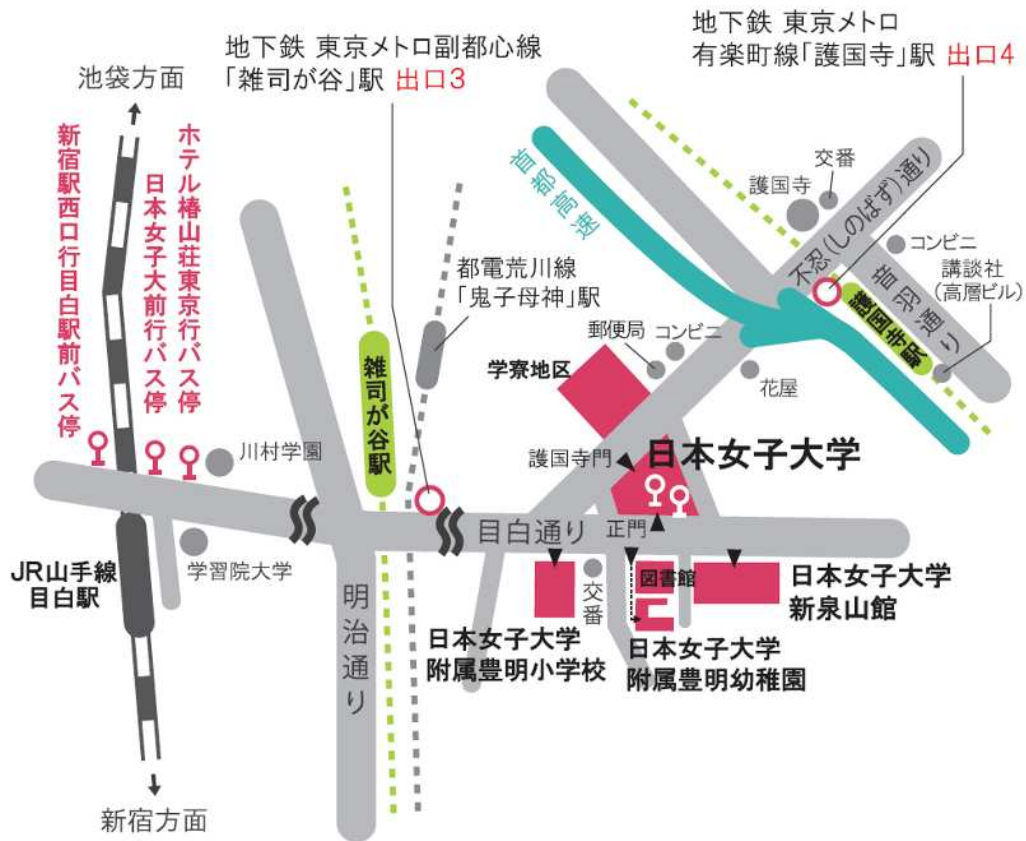 地下鉄 東京メトロ副都心線
「雑司が谷」駅 出口3
地下鉄 東京メトロ
有楽町線「護国寺」駅 出口4
池袋方面
新宿駅西口行目白駅前バス停
日本女子大前行バス停
ホテル椿山荘東京行バス停
首都高速
交番
護国寺
不忍(しのばず)通り
コンビニ
講談社
(高層ビル)
音羽通り
護国寺駅
都電荒川線
「鬼子母神」駅
郵便局
コンビニ
学寮地区
花屋
雑司が谷駅
川村学園
護国寺門
日本女子大学
目白通り
正門
学習院大学
JR山手線
目白駅
明治通り
交番
図書館
日本女子大学
新泉山館
日本女子大学
附属豊明小学校
日本女子大学
附属豊明幼稚園
新宿方面